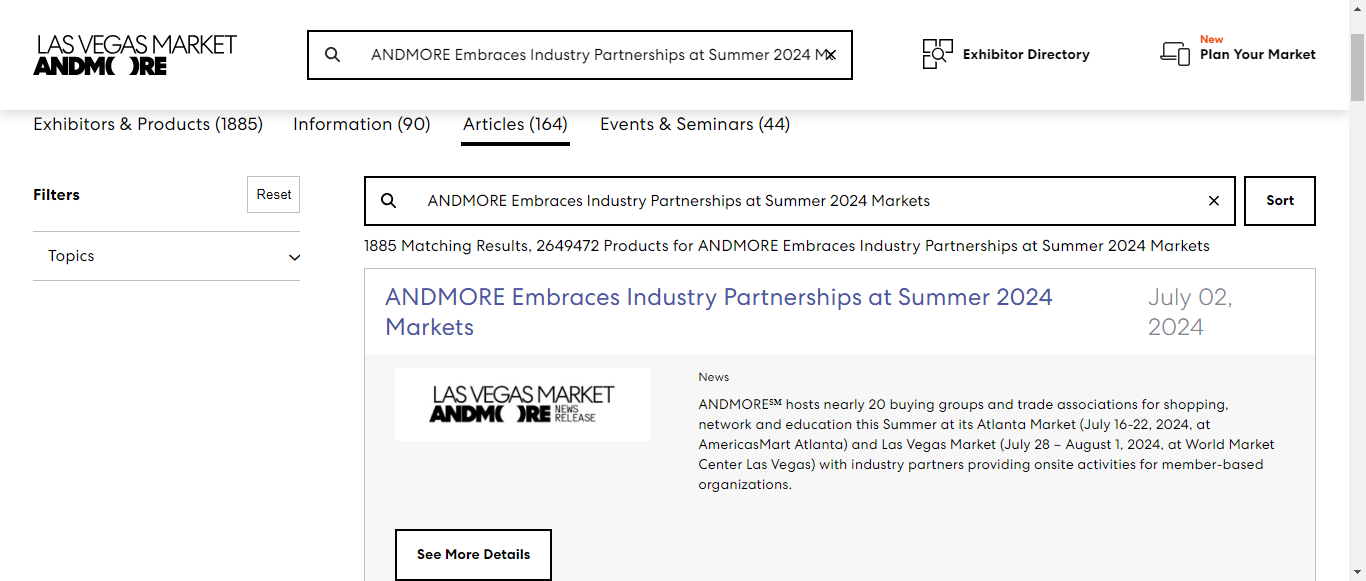 LAS VEGAS MARKET
ANDMORE
ANDMORE Embraces Industry Partnerships at Summer 2024 M
Exhibitor Directory
New
Plan Your Market
Exhibitors & Products (1885)
Information (90)
Articles (164)
Events & Seminars (44)
Filters
Reset
Topics
ANDMORE Embraces Industry Partnerships at Summer 2024 Markets
Sort
1885 Matching Results, 2649472 Products for ANDMORE Embraces Industry Partnerships at Summer 2024 Markets
ANDMORE Embraces Industry Partnerships at Summer 2024
Markets
July 02,
2024
LAS VEGAS MARKET
ANDM( )RE NEWS
RELEASE
News
ANDMORE℠ hosts nearly 20 buying groups and trade associations for shopping,
network and education this Summer at its Atlanta Market (July 16-22, 2024, at
AmericasMart Atlanta) and Las Vegas Market (July 28 – August 1, 2024, at World Market
Center Las Vegas) with industry partners providing onsite activities for member-based
organizations.
See More Details